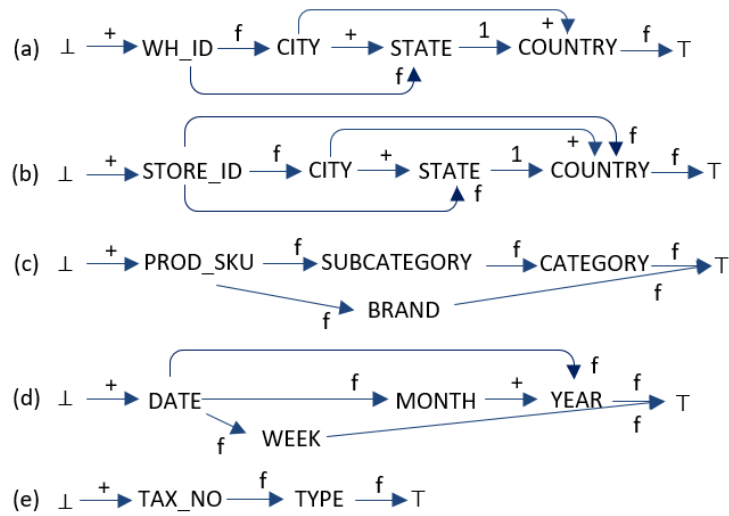 +
(a) ⊥ + WH_ID f CITY + STATE 1 COUNTRY f ⊤
f
f
(b) ⊥ + STORE_ID f CITY + STATE 1 COUNTRY + f ⊤
f
(c) ⊥ + PROD_SKU f SUBCATEGORY f CATEGORY f ⊤
f BRAND f
f
(d) ⊥ + DATE f MONTH + YEAR f ⊤
f WEEK f
(e) ⊥ + TAX_NO f TYPE f ⊤